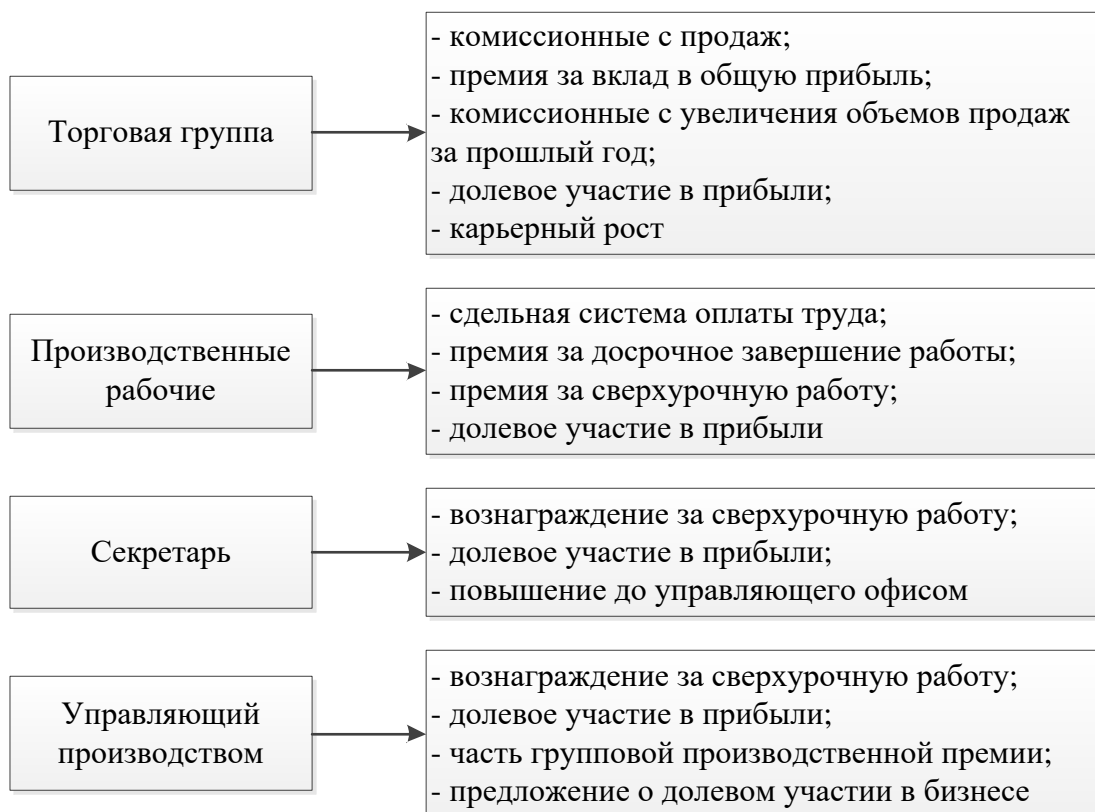 Торговая группа
- комиссионные с продаж;
- премия за вклад в общую прибыль;
- комиссионные с увеличения объемов продаж
за прошлый год;
- долевое участие в прибыли;
- карьерный рост
Производственные
рабочие
- сдельная система оплаты труда;
- премия за досрочное завершение работы;
- премия за сверхурочную работу;
- долевое участие в прибыли
Секретарь
- вознаграждение за сверхурочную работу;
- долевое участие в прибыли;
- повышение до управляющего офисом
Управляющий
производством
- вознаграждение за сверхурочную работу;
- долевое участие в прибыли;
- часть групповой производственной премии;
- предложение о долевом участии в бизнесе